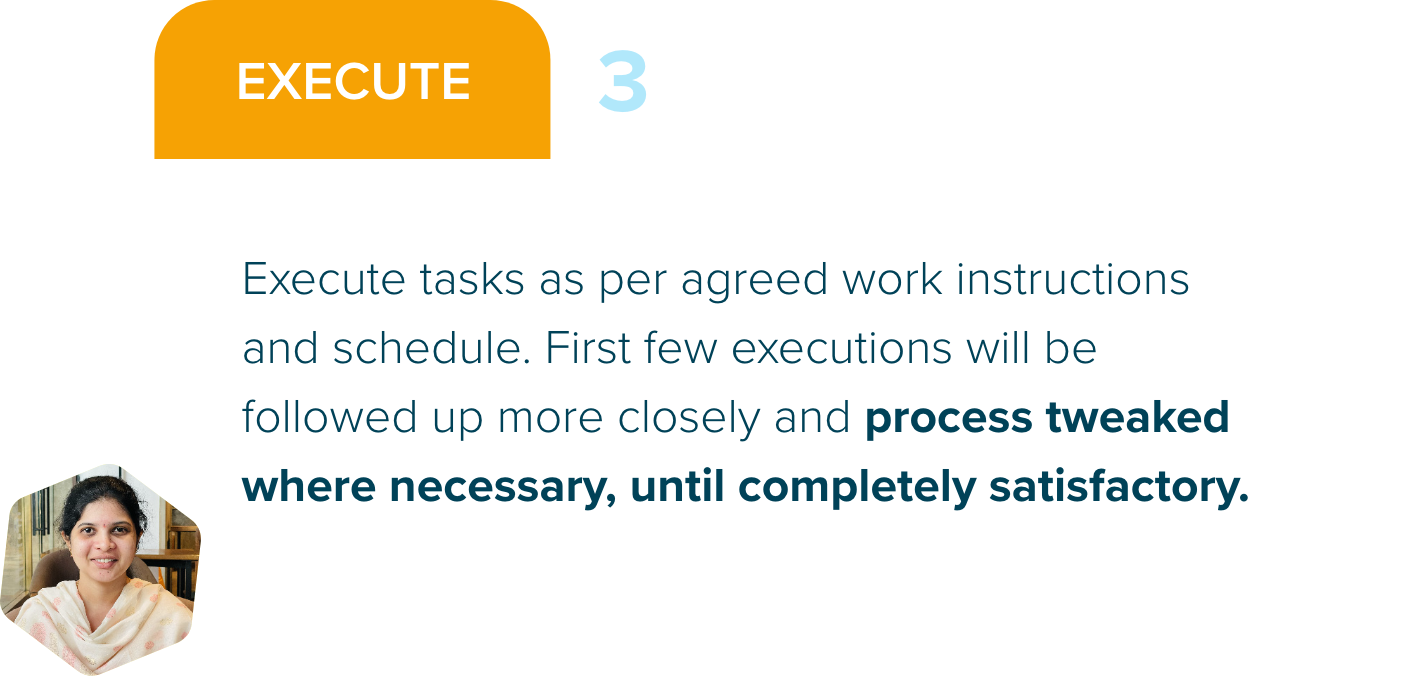 EXECUTE 3
Execute tasks as per agreed work instructions
and schedule. First few executions will be
followed up more closely and process tweaked
where necessary, until completely satisfactory.